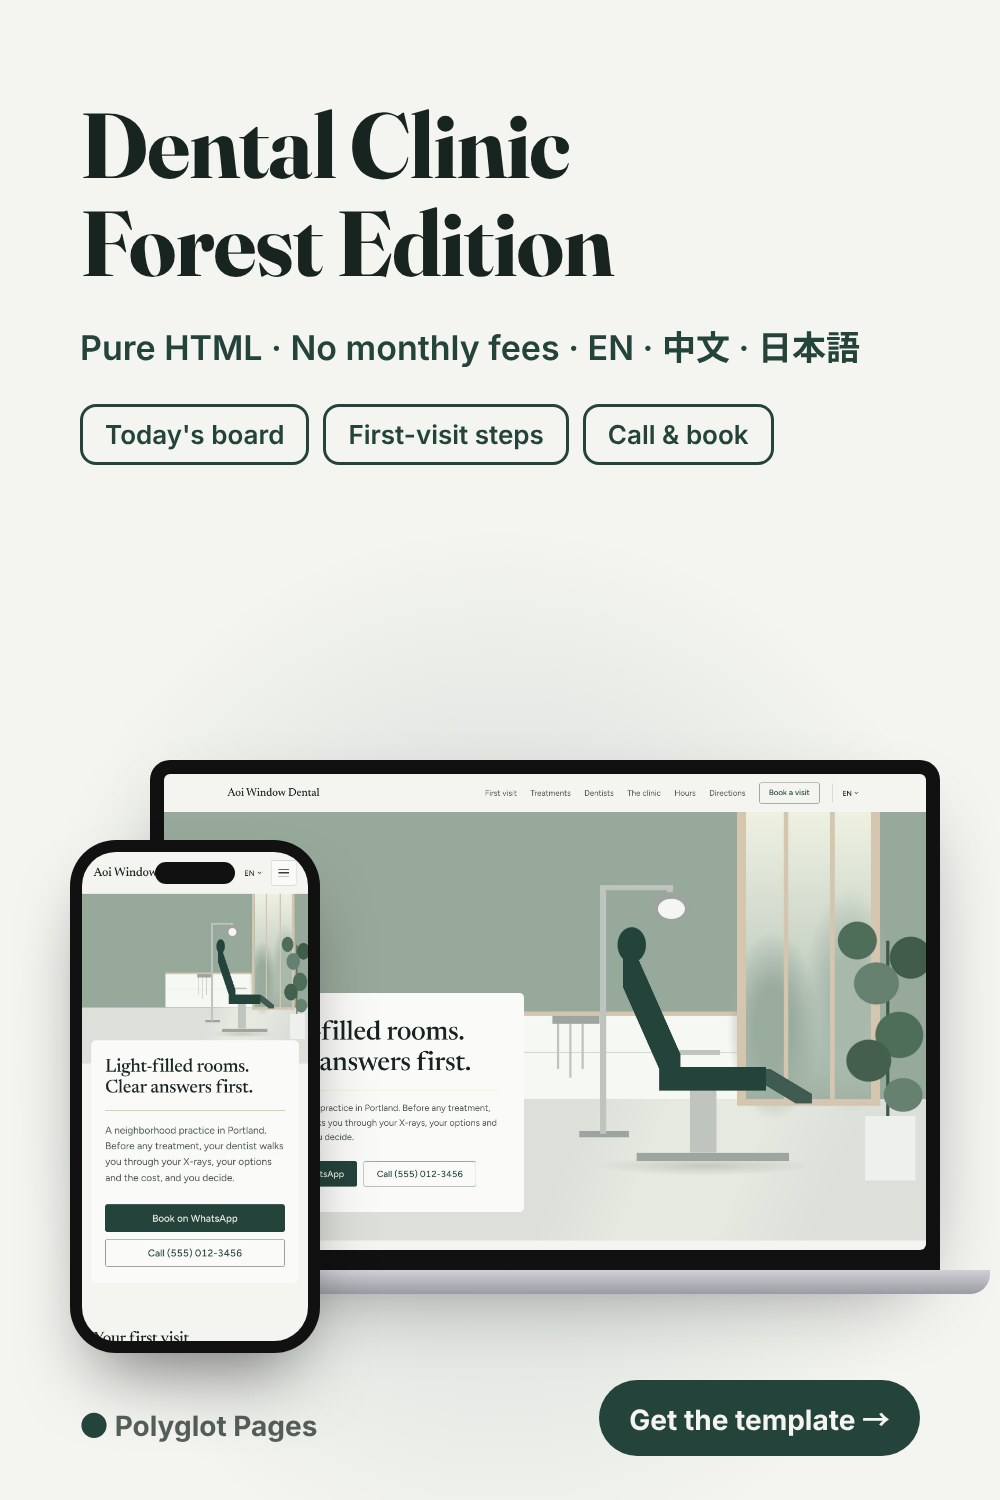 Dental Clinic
Forest Edition
Pure HTML · No monthly fees · EN · 中文 · 日本語
Today's board
First-visit steps
Call & book
Aoi Window Dental
First visit
Treatments
Dentists
The clinic
Hours
Directions
Book a visit
EN
-filled rooms.
answers first.
practice in Portland. Before any treatment,
s you through your X-rays, your options and
decide.
tsApp
Call (555) 012-3456
Aoi Window
EN
Light-filled rooms.
Clear answers first.
A neighborhood practice in Portland.
Before any treatment, your dentist walks
you through your X-rays, your options
and the cost, and you decide.
Book on WhatsApp
Call (555) 012-3456
Your first visit
Polyglot Pages
Get the template →